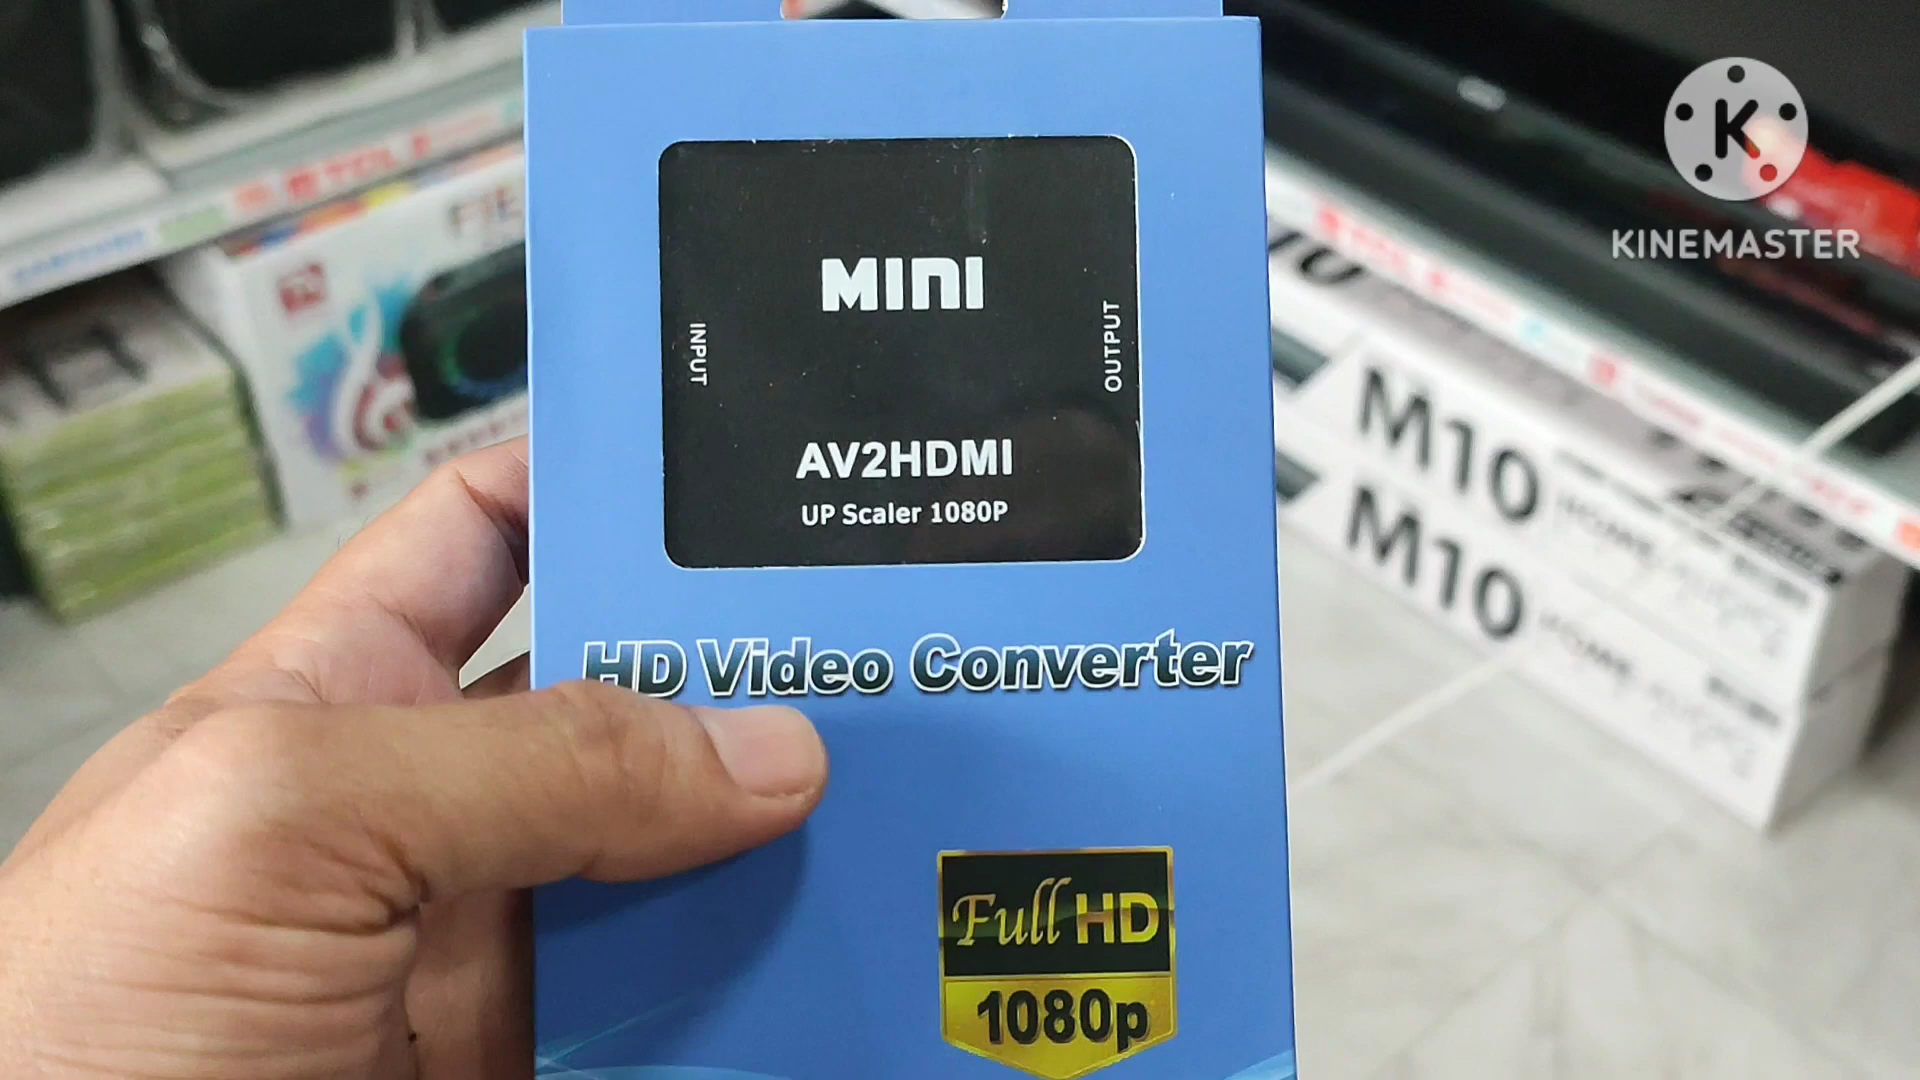 MINI
INPUT
OUTPUT
AV2HDMI
UP Scaler 1080P
HD Video Converter
Full HD
1080p
KINEMASTER
M10
M10